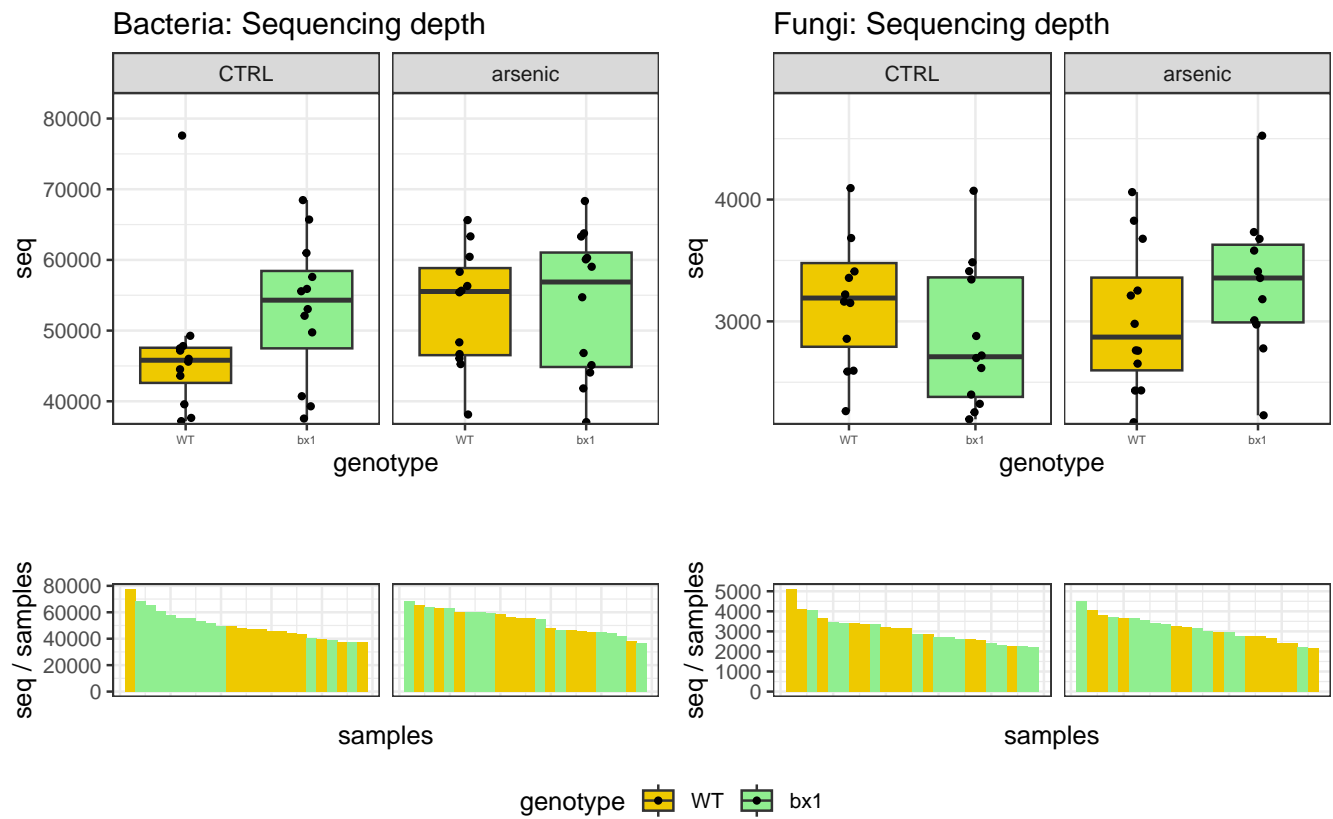 Bacteria: Sequencing depth
CTRL
arsenic
seq
80000
70000
60000
50000
40000
WT
bx1
WT
bx1
genotype
Fungi: Sequencing depth
CTRL
arsenic
seq
4000
3000
WT
bx1
WT
bx1
genotype
seq / samples
80000
60000
40000
20000
0
samples
seq / samples
5000
4000
3000
2000
1000
0
samples
genotype WT bx1